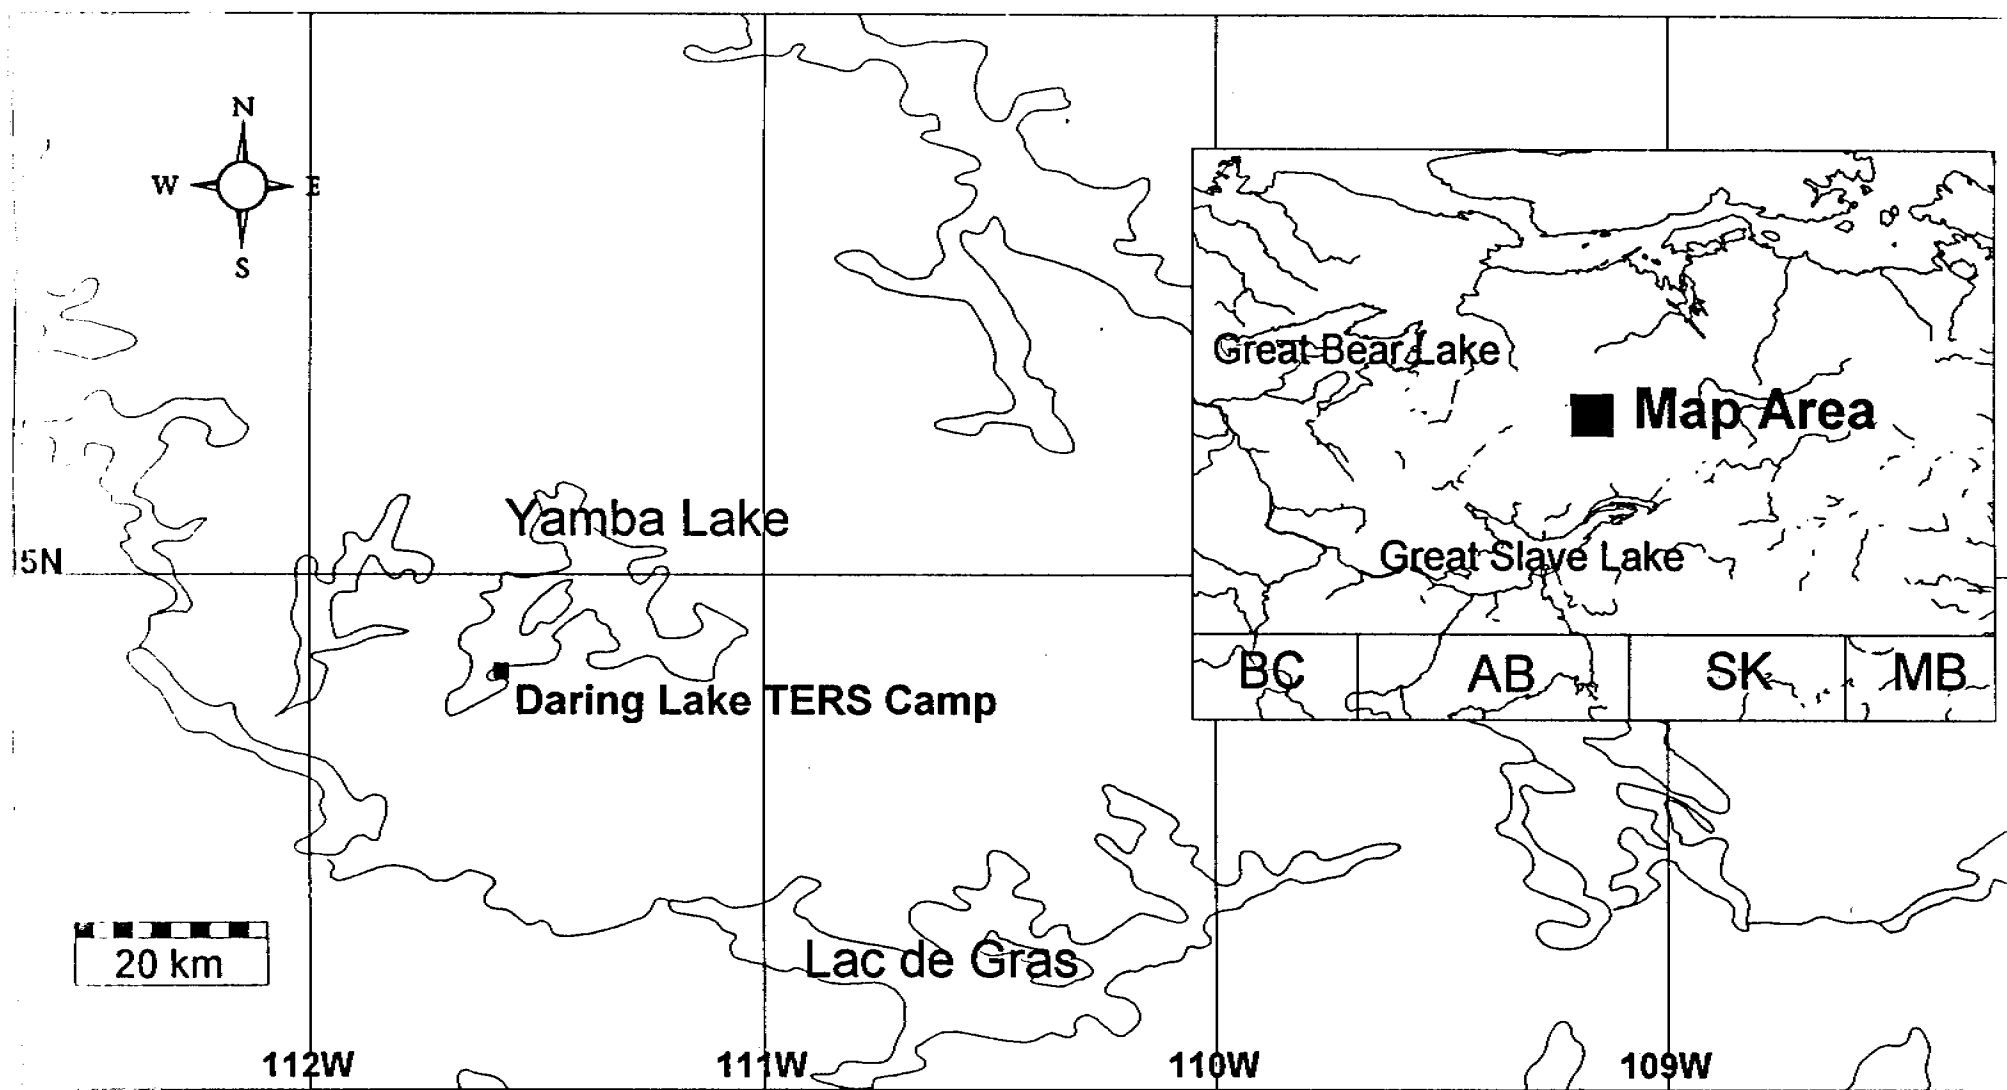 N
W E
S
Great Bear Lake
Map Area
Yamba Lake
5N
Great Slave Lake
BC AB SK MB
Daring Lake TERS Camp
Lac de Gras
20 km
112W 111W 110W 109W